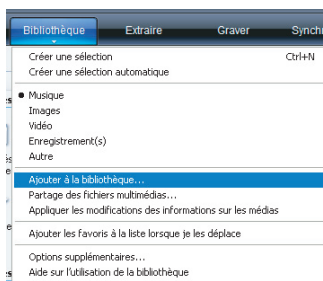 Bibliothèque Extraire Graver Synchr
Créer une sélection Ctrl+N
Créer une sélection automatique
Musique
Images
Vidéo
Enregistrement(s)
Autre
Ajouter à la bibliothèque...
Partage des fichiers multimédias...
Appliquer les modifications des informations sur les médias
Ajouter les favoris à la liste lorsque je les déplace
Options supplémentaires...
Aide sur l'utilisation de la bibliothèque